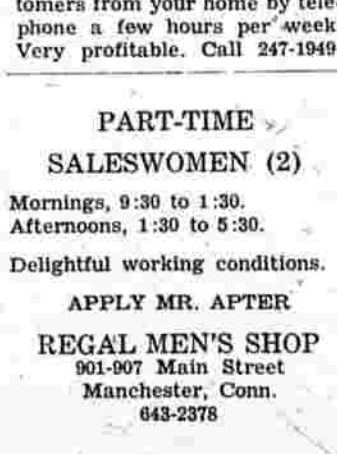 tomers from your home by tele
phone a few hours per week
Very profitable. Call 247-1949
PART-TIME
SALESWOMEN (2)
Mornings, 9:30 to 1:30.
Afternoons, 1:30 to 5:30.
Delightful working conditions.
APPLY MR. APTER
REGAL MEN'S SHOP
901-907 Main Street
Manchester, Conn.
643-2378